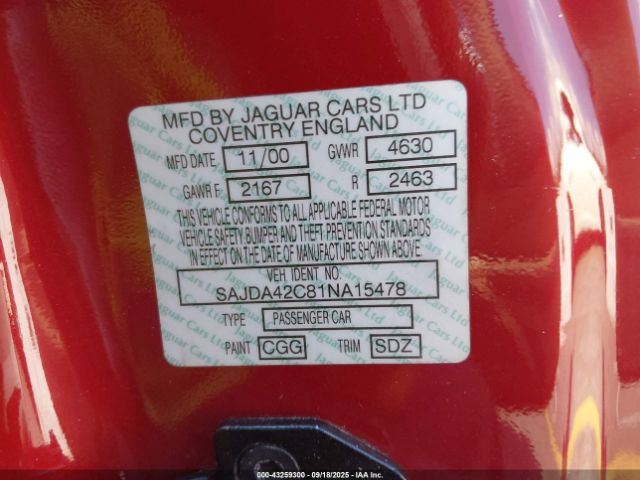 MFD BY JAGUAR CARS LTD
COVENTRY ENGLAND
MFD DATE 11/00 GVWR 4630
GAWR F 2167 R 2463
THIS VEHICLE CONFORMS TO ALL APPLICABLE FEDERAL MOTOR
VEHICLE SAFETY BUMPER AND THEFT PREVENTION STANDARDS
IN EFFECT ON THE DATE OF MANUFACTURE SHOWN ABOVE
VEH IDENT NO.
SAJDA42C81NA15478
TYPE PASSENGER CAR
PAINT CGG TRIM SDZ
000-43259300 - 09/18/2025 - IAA Inc.